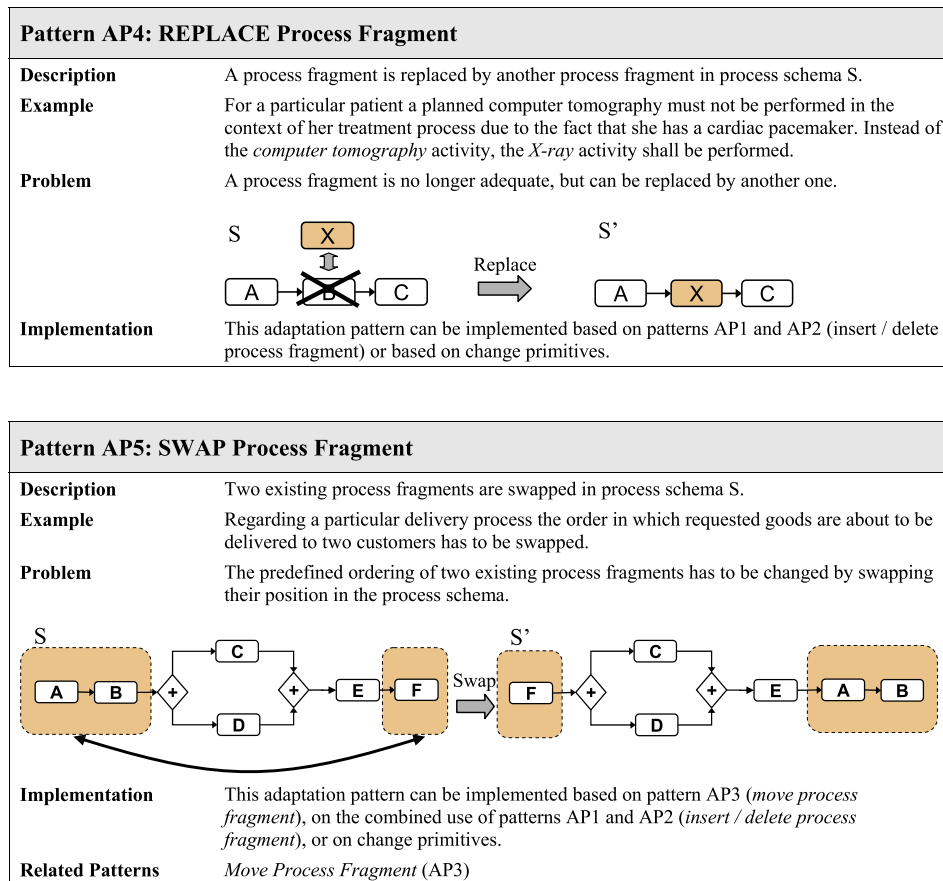 Pattern AP4: REPLACE Process Fragment
Description A process fragment is replaced by another process fragment in process schema S.
Example For a particular patient a planned computer tomography must not be performed in the
context of her treatment process due to the fact that she has a cardiac pacemaker. Instead of
the computer tomography activity, the X-ray activity shall be performed.
Problem A process fragment is no longer adequate, but can be replaced by another one.
S X S’
Replace
A B C A X C
Implementation This adaptation pattern can be implemented based on patterns AP1 and AP2 (insert / delete
process fragment) or based on change primitives.
Pattern AP5: SWAP Process Fragment
Description Two existing process fragments are swapped in process schema S.
Example Regarding a particular delivery process the order in which requested goods are about to be
delivered to two customers has to be swapped.
Problem The predefined ordering of two existing process fragments has to be changed by swapping
their position in the process schema.
S S’
C C
Swap
A B + + E F F + + E A B
D D
Implementation This adaptation pattern can be implemented based on pattern AP3 (move process
fragment), on the combined use of patterns AP1 and AP2 (insert / delete process
fragment), or on change primitives.
Related Patterns Move Process Fragment (AP3)